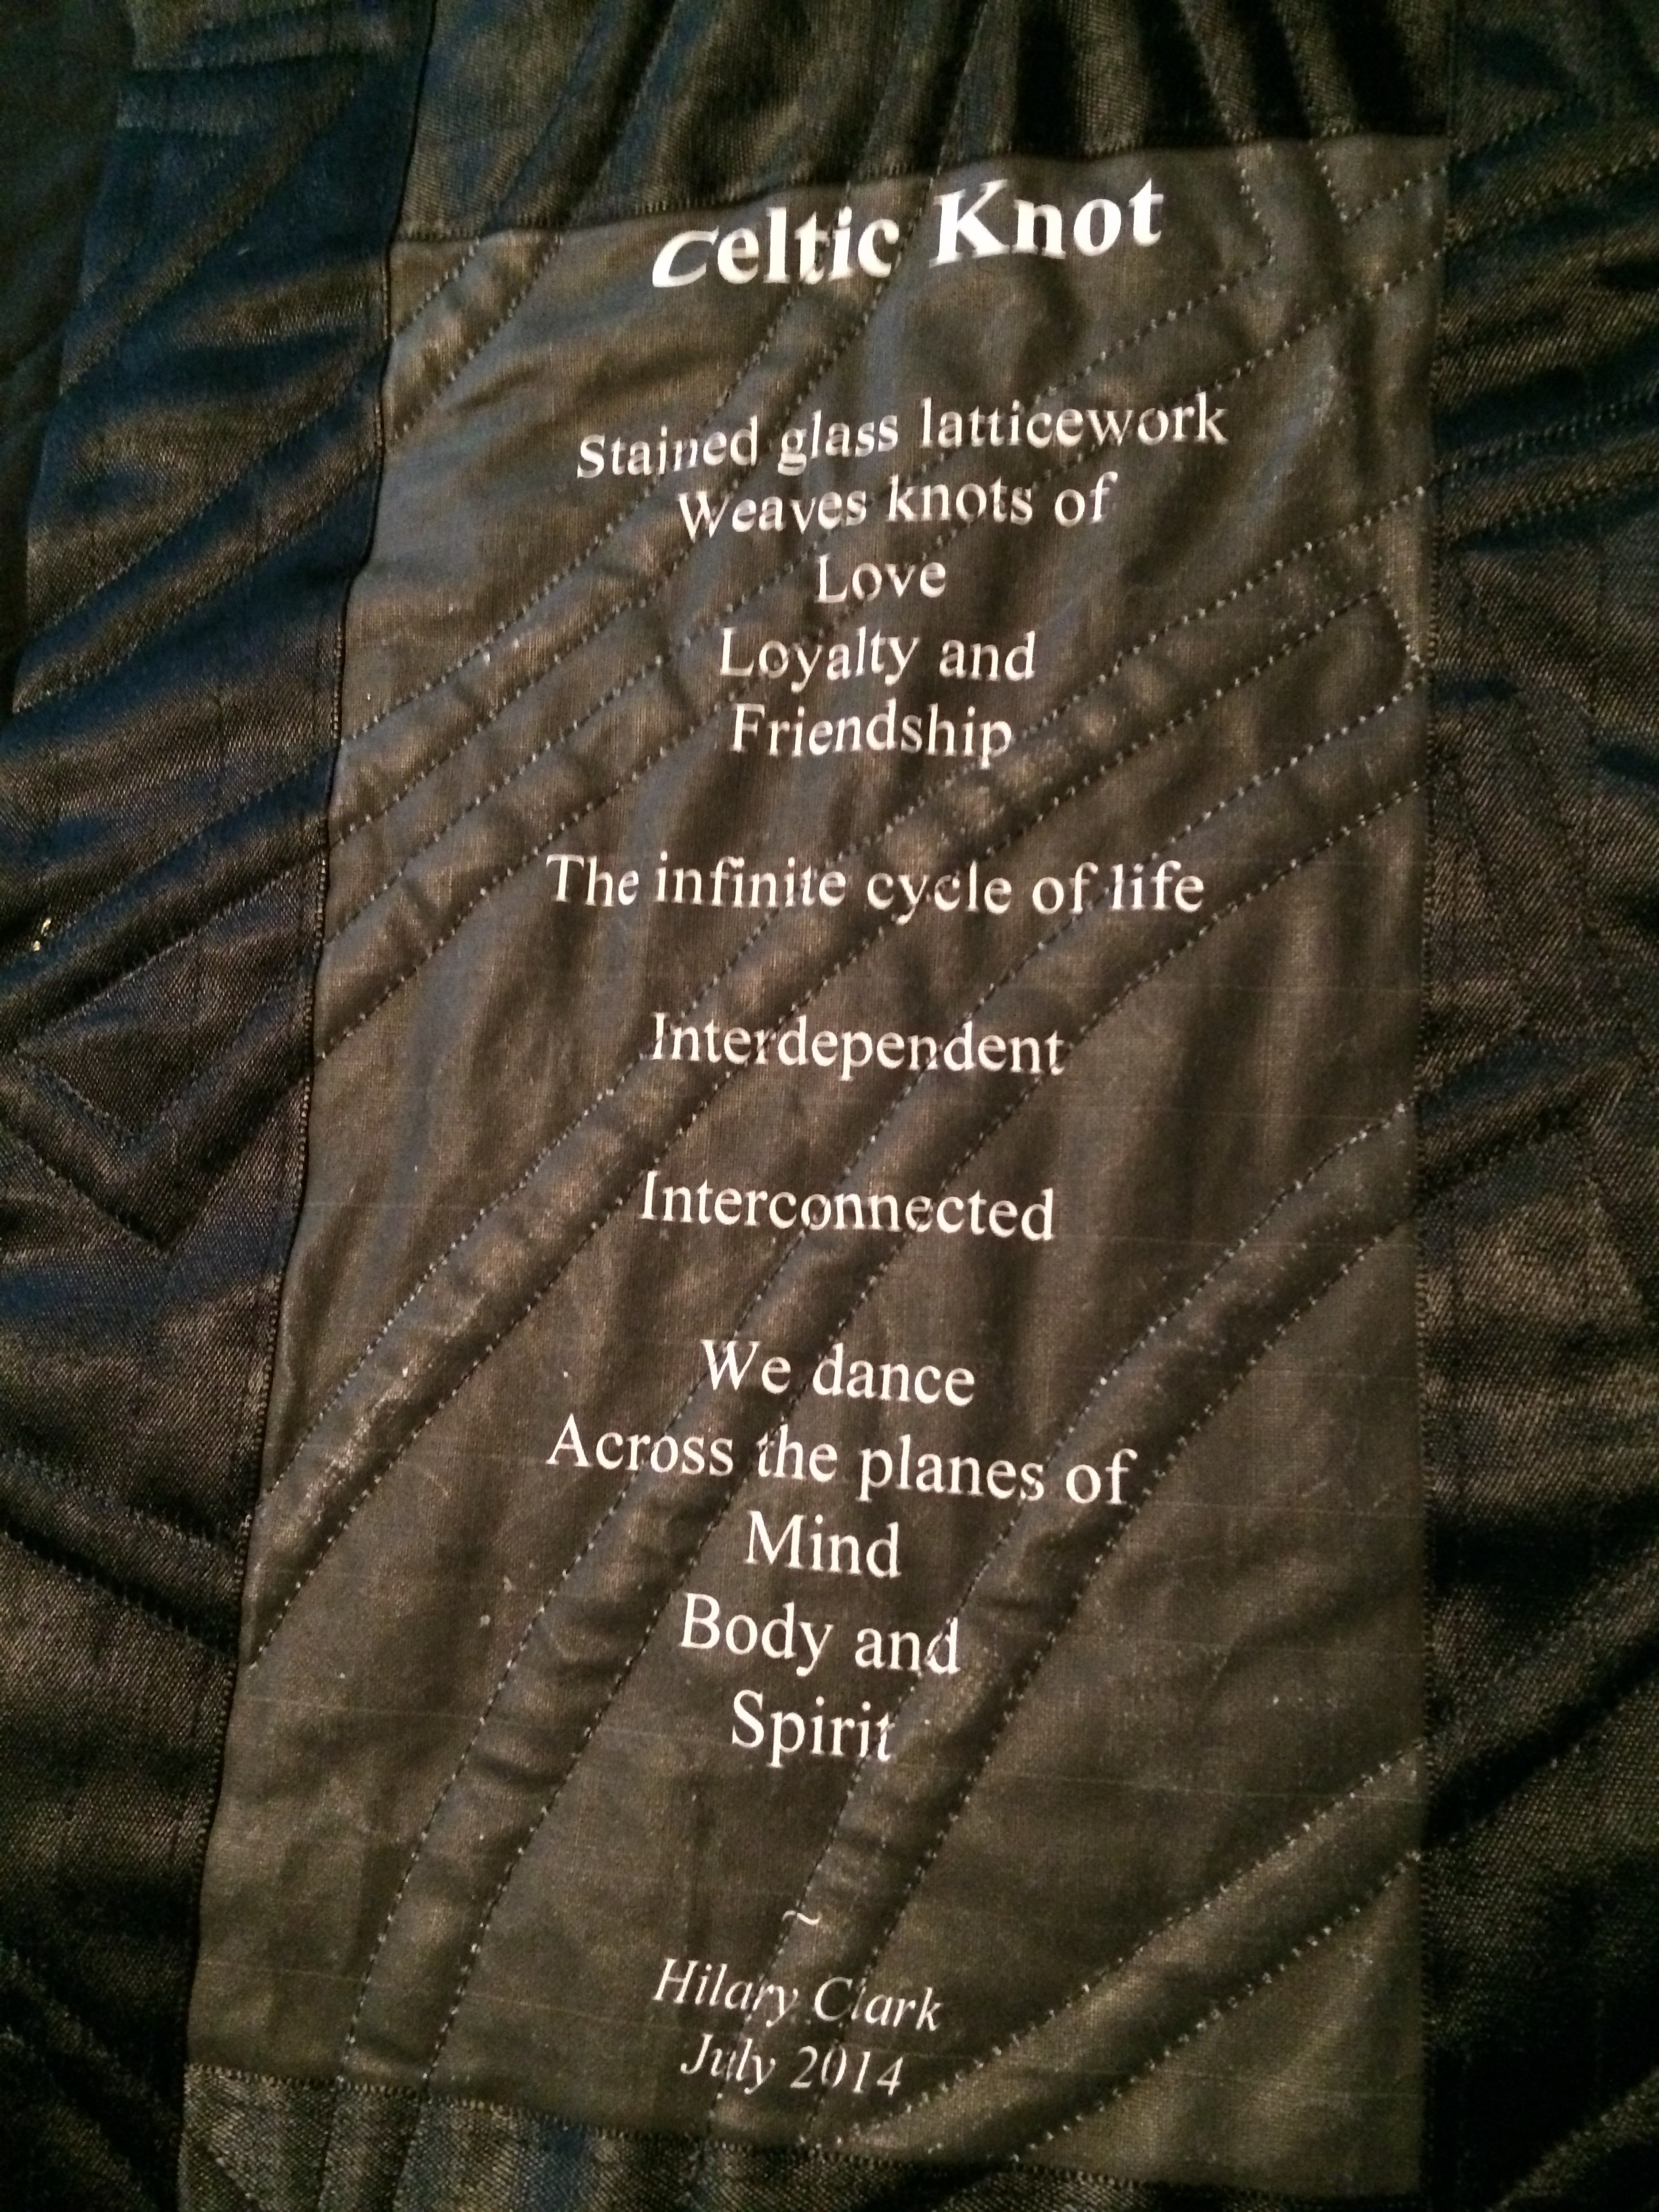 Celtic Knot
Stained glass latticework
Weaves knots of
Love
Loyalty and
Friendship
The infinite cycle of life
Interdependent
Interconnected
We dance
Across the planes of
Mind
Body and
Spirit
~
Hilary Clark
July 2014